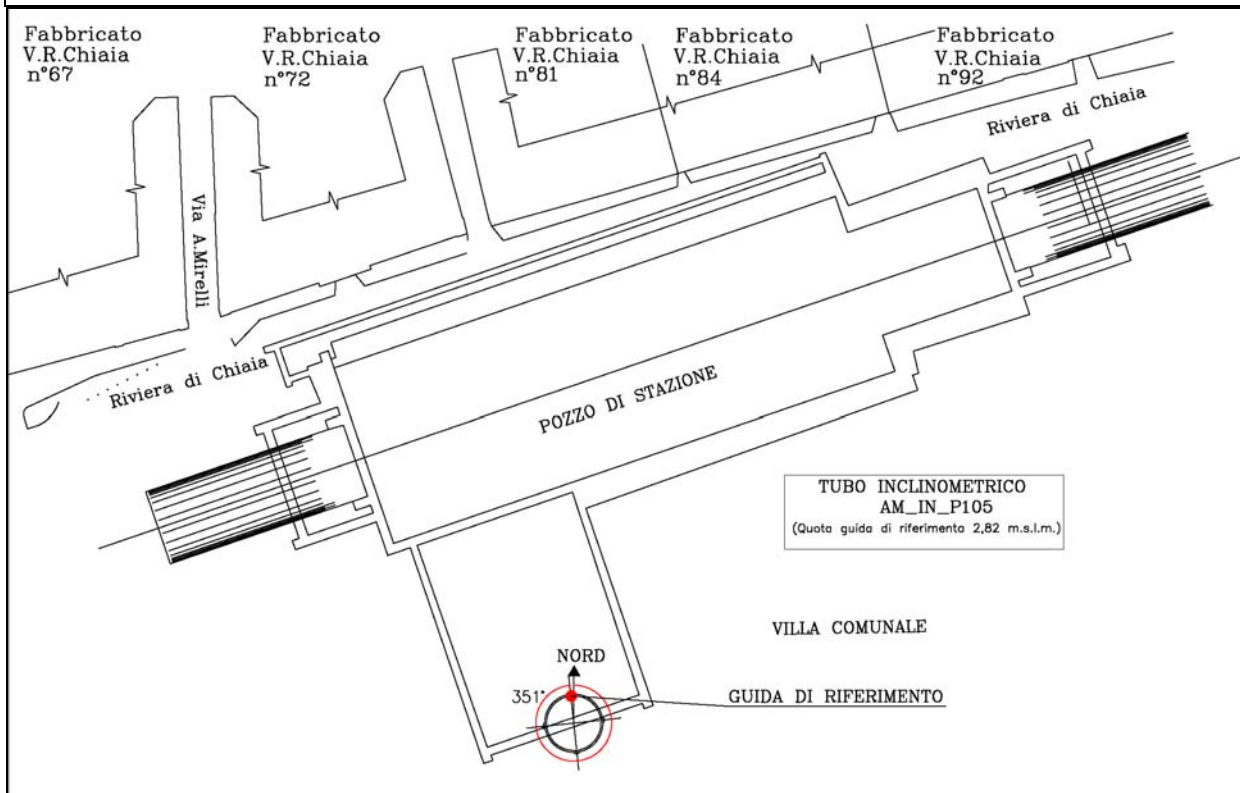 Fabbricato
V.R.Chiaia
n°67
Fabbricato
V.R.Chiaia
n°72
Fabbricato
V.R.Chiaia
n°81
Fabbricato
V.R.Chiaia
n°84
Fabbricato
V.R.Chiaia
n°92
Riviera di Chiaia
Via A.Mirelli
Riviera di Chiaia
POZZO DI STAZIONE
TUBO INCLINOMETRICO
AM_IN_P105
(Quota guida di riferimento 2,82 m.s.l.m.)
VILLA COMUNALE
NORD
351°
GUIDA DI RIFERIMENTO